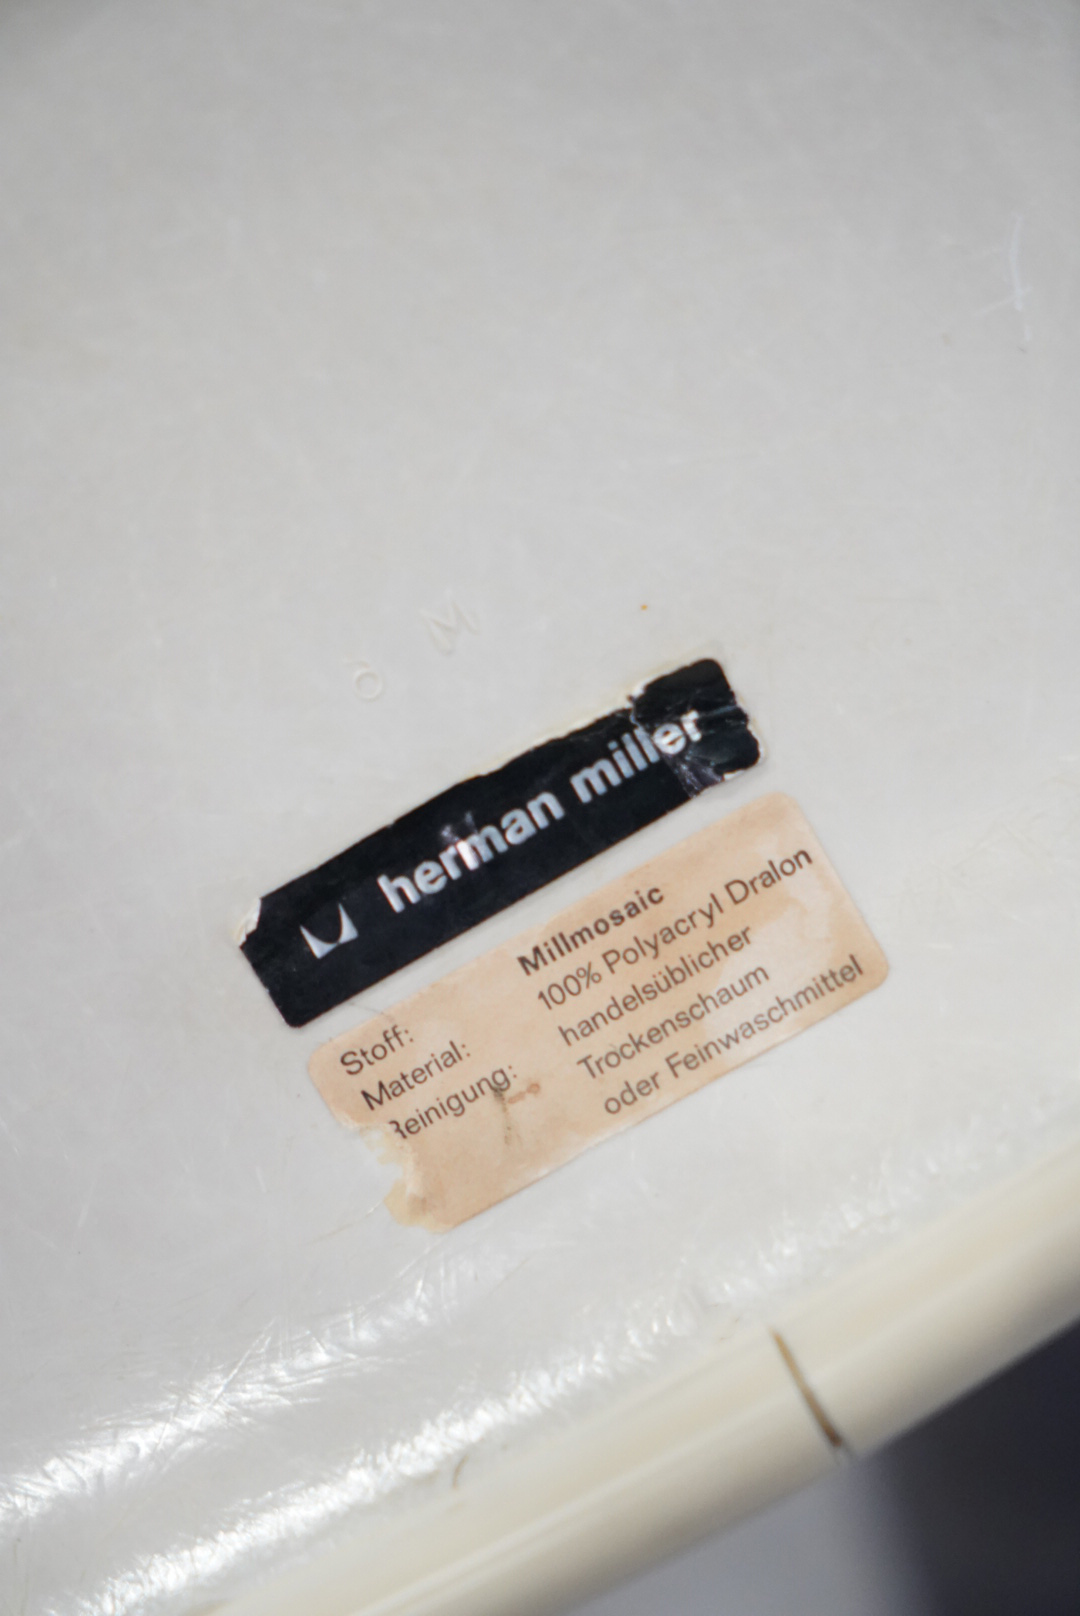 M
herman miller
Stoff: Millmosaic
Material: 100% Polyacryl Dralon
Reinigung: handelsüblicher
Trockenschaum
oder Feinwaschmittel